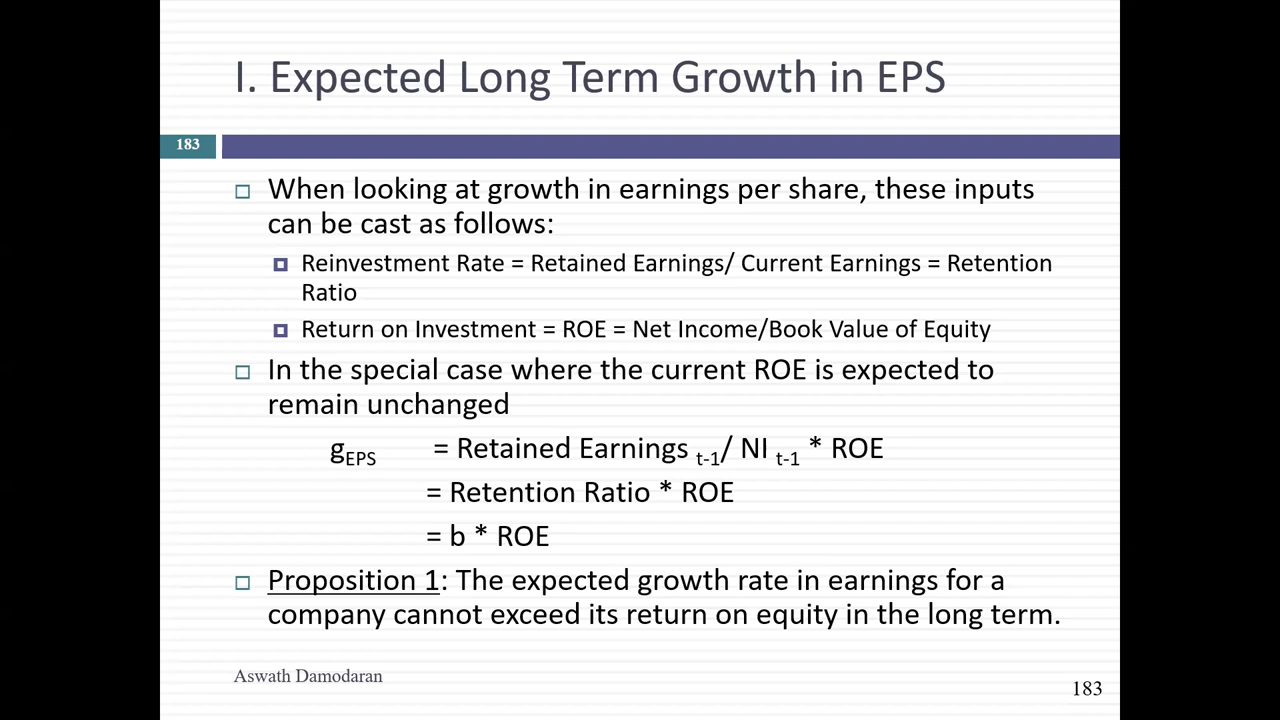 I. Expected Long Term Growth in EPS
183
When looking at growth in earnings per share, these inputs
can be cast as follows:
Reinvestment Rate = Retained Earnings/ Current Earnings = Retention
Ratio
Return on Investment = ROE = Net Income/Book Value of Equity
In the special case where the current ROE is expected to
remain unchanged
gEPS = Retained Earnings t-1/ NI t-1 * ROE
= Retention Ratio * ROE
= b * ROE
Proposition 1: The expected growth rate in earnings for a
company cannot exceed its return on equity in the long term.
Aswath Damodaran
183